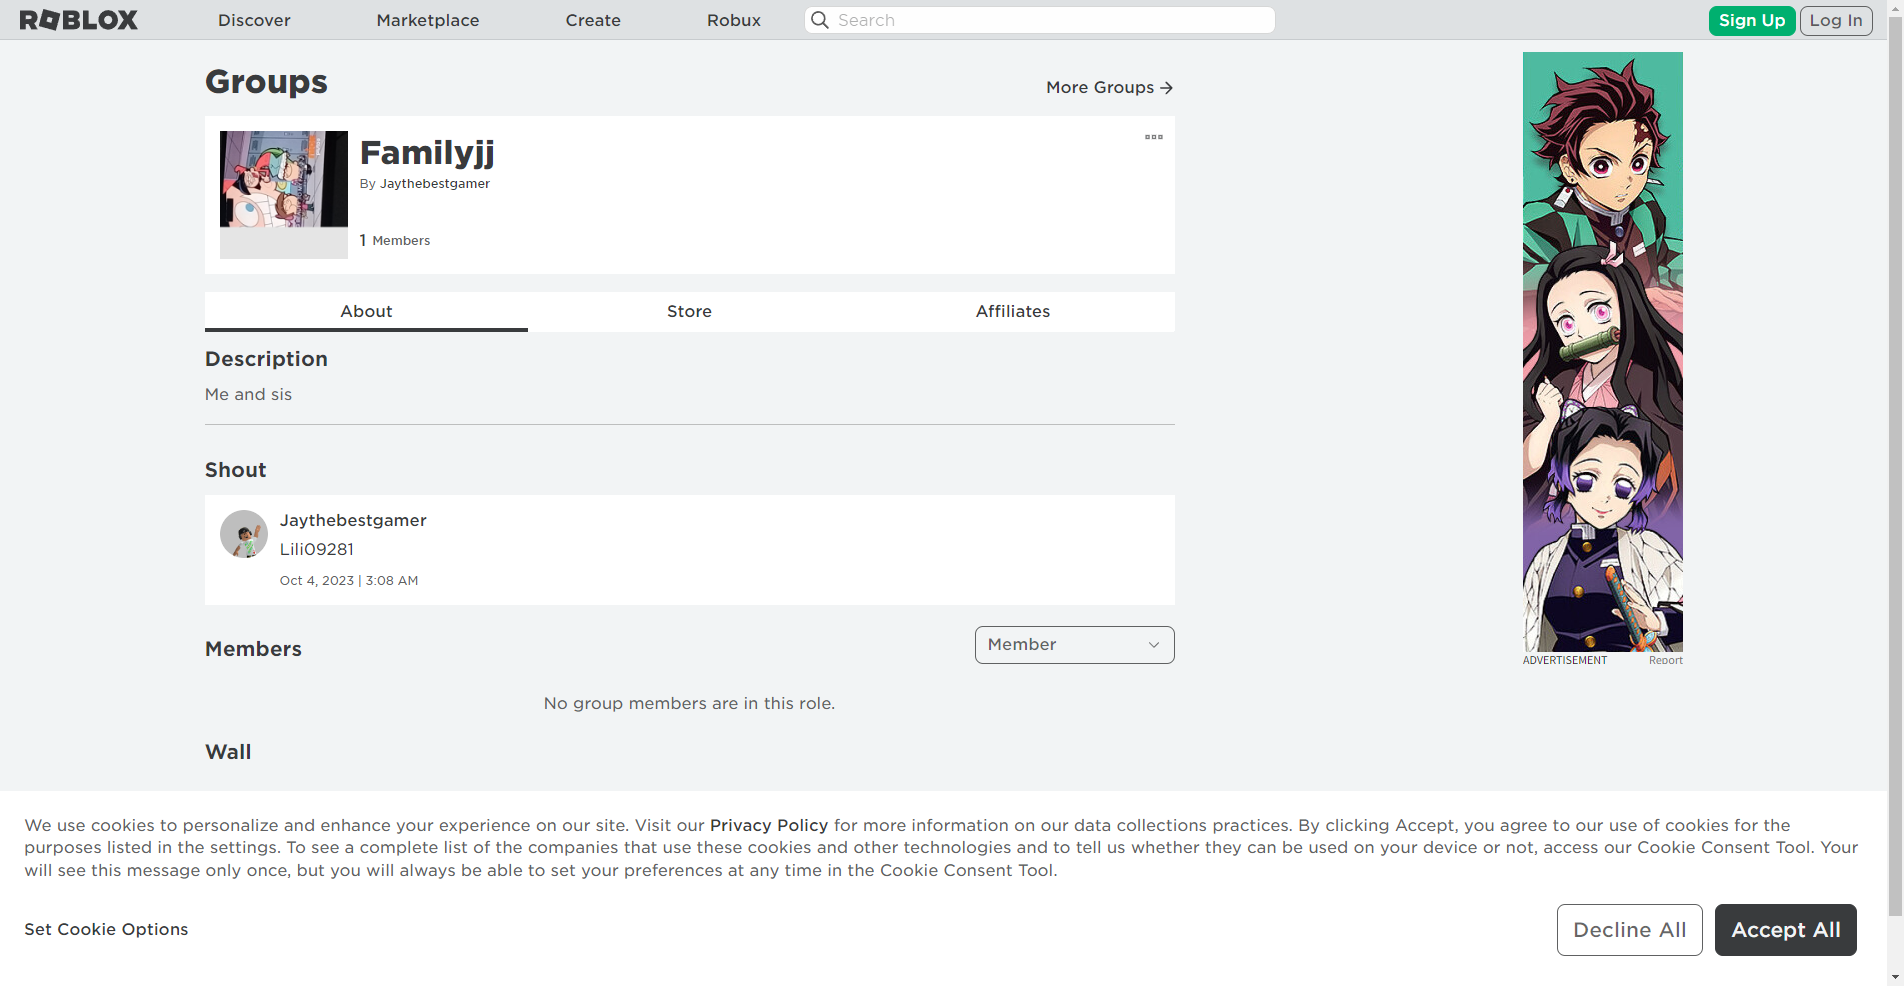 ROBLOX Discover Marketplace Create Robux Search Sign Up Log In
Groups
More Groups
Familyjj
By Jaythebestgamer
1 Members
About Store Affiliates
Description
Me and sis
Shout
Jaythebestgamer
Lili09281
Oct 4, 2023 | 3:08 AM
Members
Member
No group members are in this role.
Wall
ADVERTISEMENT Report
We use cookies to personalize and enhance your experience on our site. Visit our Privacy Policy for more information on our data collections practices. By clicking Accept, you agree to our use of cookies for the
purposes listed in the settings. To see a complete list of the companies that use these cookies and other technologies and to tell us whether they can be used on your device or not, access our Cookie Consent Tool. Your
will see this message only once, but you will always be able to set your preferences at any time in the Cookie Consent Tool.
Set Cookie Options
Decline All
Accept All